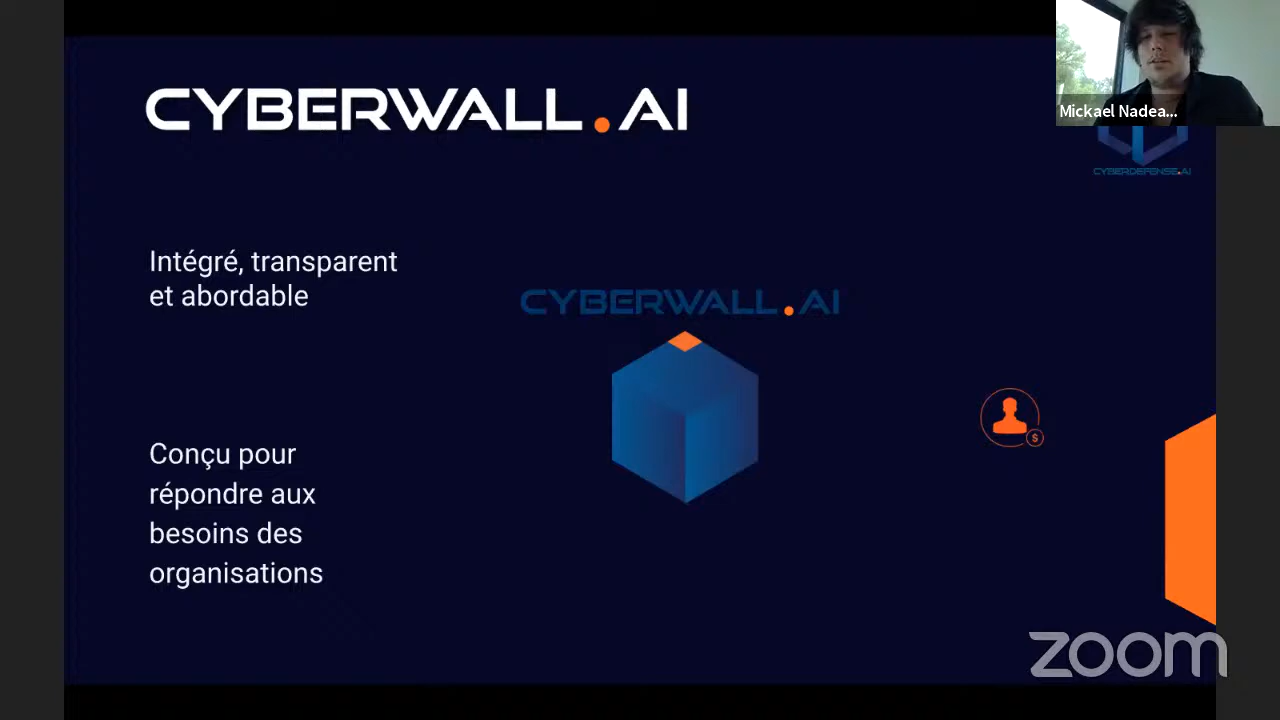 CYBERWALL.AI
Mickael Nadea...
CYBERDEFENSE.AI
Intégré, transparent
et abordable
CYBERWALL.AI
$
Conçu pour
répondre aux
besoins des
organisations
zoom